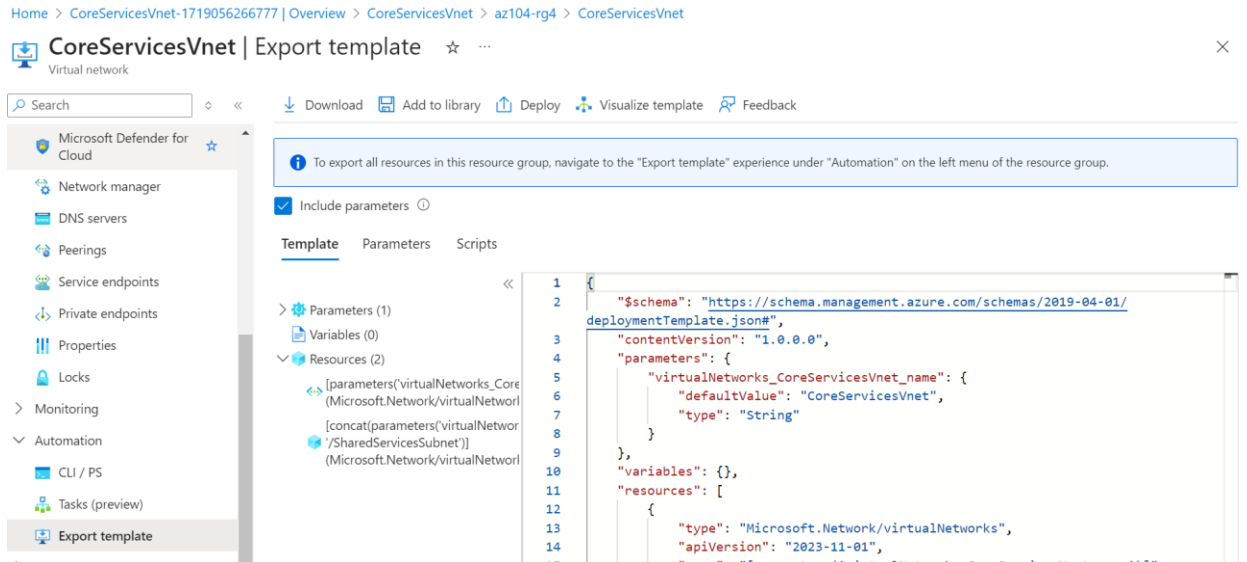 Home > CoreServicesVnet-1719056266777 | Overview > CoreServicesVnet > az104-rg4 > CoreServicesVnet
CoreServicesVnet | Export template
Virtual network
Search
Download Add to library Deploy Visualize template Feedback
Microsoft Defender for
Cloud
Network manager
DNS servers
Peerings
Service endpoints
Private endpoints
Properties
Locks
Monitoring
Automation
CLI / PS
Tasks (preview)
Export template
To export all resources in this resource group, navigate to the "Export template" experience under "Automation" on the left menu of the resource group.
Include parameters
Template Parameters Scripts
Parameters (1)
Variables (0)
Resources (2)
[parameters('virtualNetworks_Core
(Microsoft.Network/virtualNetworl
[concat(parameters('virtualNetwor
'/SharedServicesSubnet')]
(Microsoft.Network/virtualNetworl
1 {
2 "$schema": "https://schema.management.azure.com/schemas/2019-04-01/
deploymentTemplate.json#",
3 "contentVersion": "1.0.0.0",
4 "parameters": {
5 "virtualNetworks_CoreServicesVnet_name": {
6 "defaultValue": "CoreServicesVnet",
7 "type": "String"
8 }
9 },
10 "variables": {},
11 "resources": [
12 {
13 "type": "Microsoft.Network/virtualNetworks",
14 "apiVersion": "2023-11-01",